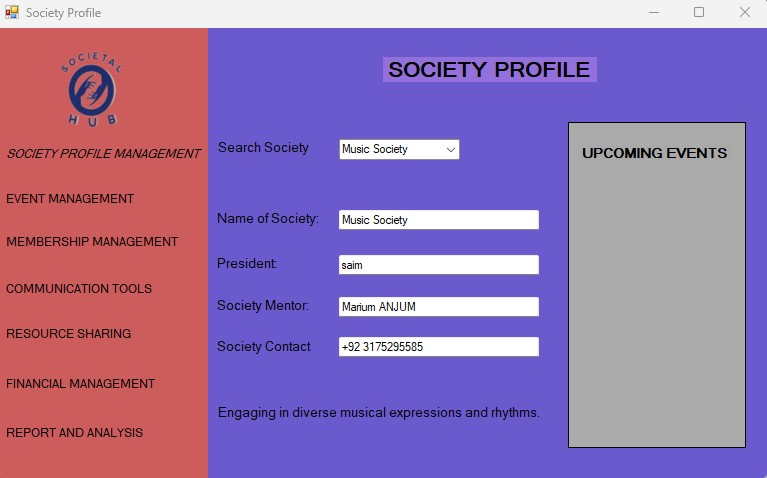 Society Profile
SOCIETAL
HUB
SOCIETY PROFILE MANAGEMENT
EVENT MANAGEMENT
MEMBERSHIP MANAGEMENT
COMMUNICATION TOOLS
RESOURCE SHARING
FINANCIAL MANAGEMENT
REPORT AND ANALYSIS
SOCIETY PROFILE
Search Society Music Society
Name of Society: Music Society
President: saim
Society Mentor: Marium ANJUM
Society Contact +92 3175295585
Engaging in diverse musical expressions and rhythms.
UPCOMING EVENTS